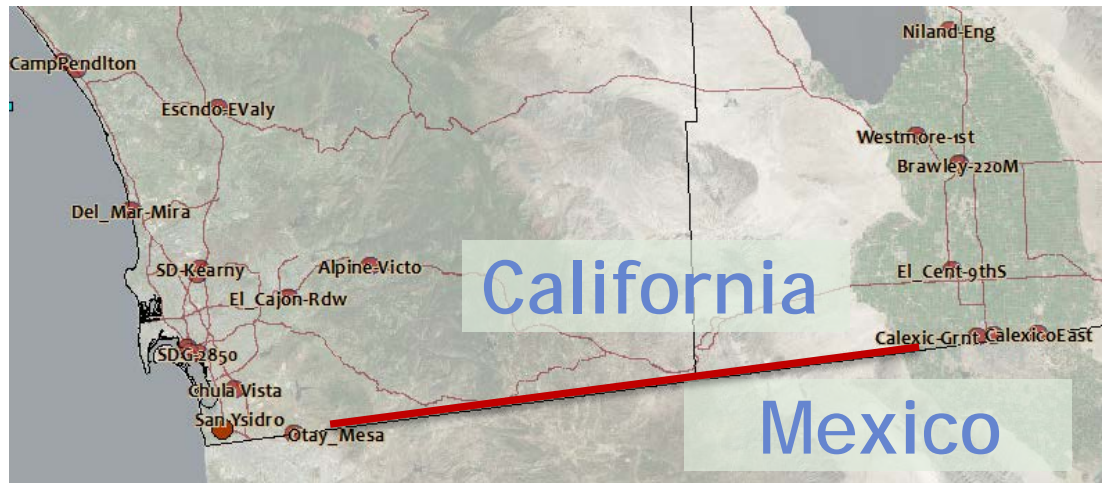 Niland-Eng
CampPendlton
Escndo-EValy
Westmore-1st
Brawley-220M
Del_Mar-Mira
SD-Kearny
Alpine-Victo
El_Cajon-Rdw
California
El_Cent-9thS
Calexic-Grnt
CalexicoEast
SDG-2850
Chula Vista
San Ysidro
Otay_Mesa
Mexico